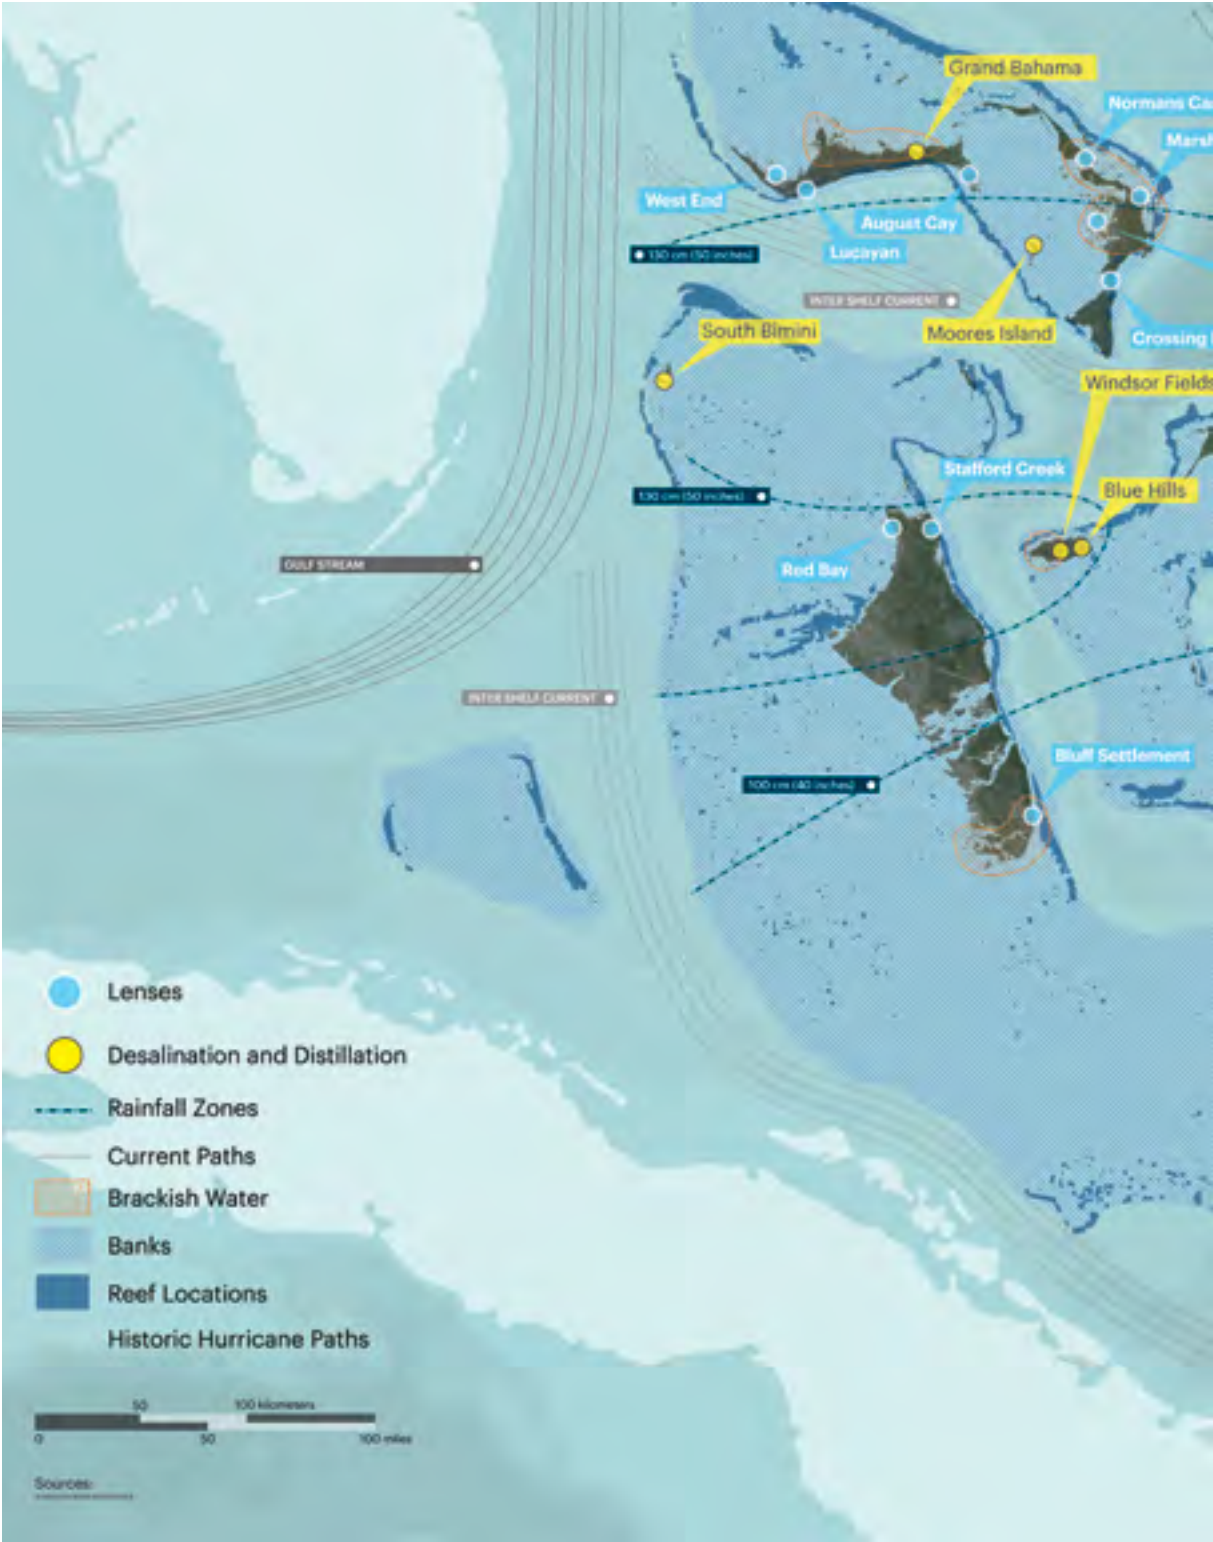 Grand Bahama
Normans Ca
Marsh
West End
August Cay
Lucayan
130 cm (50 inches)
INTER SHELF CURRENT
South Bimini
Moores Island
Crossing
Windsor Fields
Stafford Creek
130 cm (50 inches)
Blue Hills
GULF STREAM
Red Bay
INTER SHELF CURRENT
Bluff Settlement
100 cm (40 inches)
Lenses
Desalination and Distillation
Rainfall Zones
Current Paths
Brackish Water
Banks
Reef Locations
Historic Hurricane Paths
50 100 kilometers
0 50 100 miles
Sources: